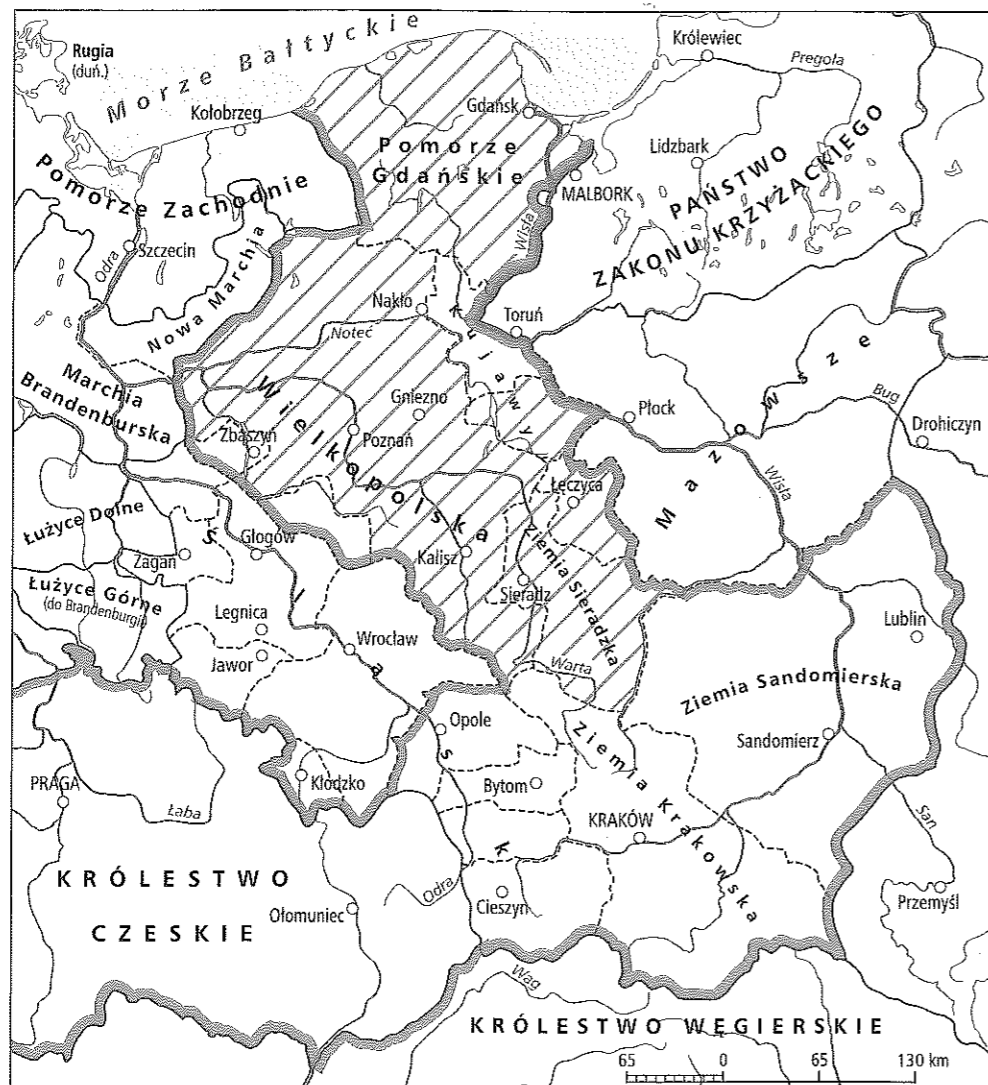 Rugia
(duń.)
Morze Bałtyckie
Królewiec
Pregoła
Kołobrzeg
Gdańsk
Pomorze
Gdańskie
Lidzbark
PAŃSTWO
ZAKONU KRZYŻACKIEGO
MALBORK
Pomorze Zachodnie
Wisła
Szczecin
Odra
Nowa Marchia
Nakło
Noteć
Kujawy
Toruń
Marchia
Brandenburska
Wielkopolska
Gniezno
Poznań
Zbąszyń
Płock
Mazowsze
Bug
Drohiczyn
Wisła
Łęczyca
Łużyce Dolne
Żagań
Głogów
Śląsk
Kalisz
Sieradz
Ziemia Sieradzka
Łużyce Górne
(do Brandenburgii)
Legnica
Jawor
Wrocław
Warta
Lublin
Ziemia Sandomierska
Opole
Sandomierz
Ziemia Krakowska
Kłodzko
Bytom
PRAGA
Łaba
KRAKÓW
San
KRÓLESTWO
CZESKIE
Odra
Cieszyn
Ołomuniec
Przemyśl
Wag
KRÓLESTWO WĘGIERSKIE
65 0 65 130 km